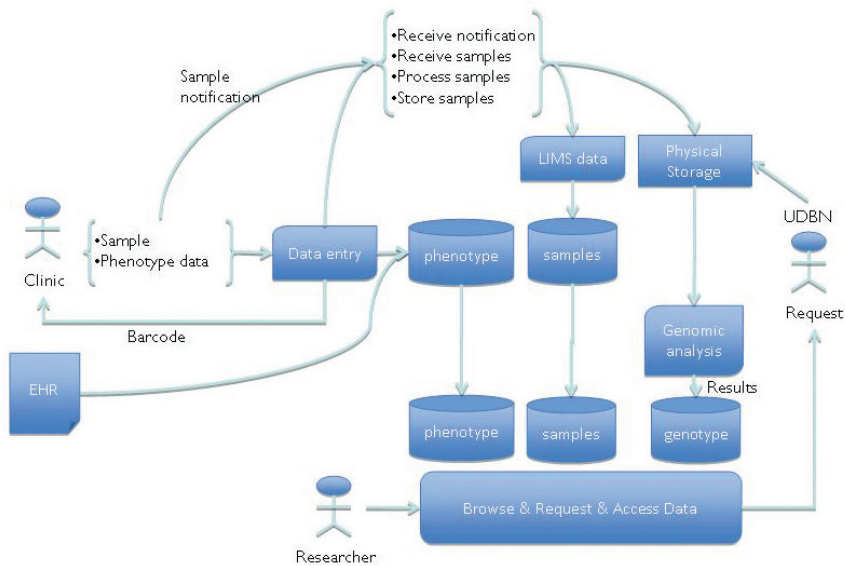 •Receive notification
•Receive samples
•Process samples
•Store samples
Sample
notification
LIMS data
Physical
Storage
UDBN
•Sample
•Phenotype data
Data entry
phenotype
samples
Clinic
Request
Barcode
Genomic
analysis
Results
EHR
phenotype
samples
genotype
Browse & Request & Access Data
Researcher